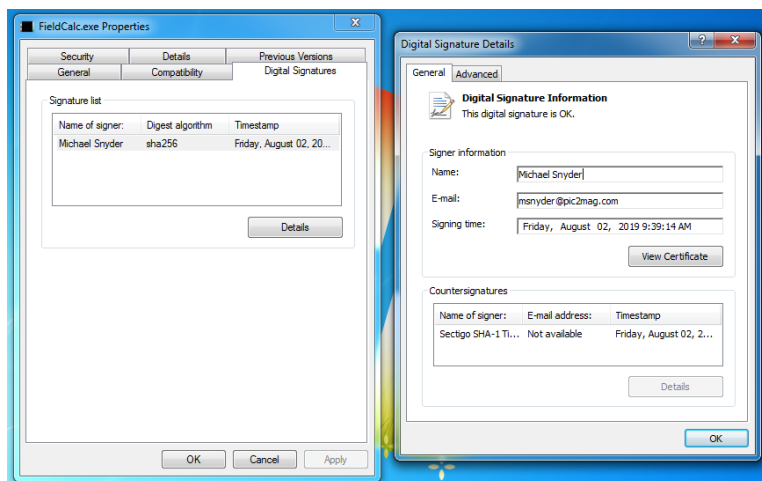 FieldCalc.exe Properties
Security Details Previous Versions
General Compatibility Digital Signatures
Signature list
Name of signer: Digest algorithm Timestamp
Michael Snyder sha256 Friday, August 02, 20...
Details
OK Cancel Apply
Digital Signature Details
General Advanced
Digital Signature Information
This digital signature is OK.
Signer information
Name: Michael Snyder
E-mail: msnyder@pic2mag.com
Signing time: Friday, August 02, 2019 9:39:14 AM
View Certificate
Countersignatures
Name of signer: E-mail address: Timestamp
Sectigo SHA-1 Ti... Not available Friday, August 02, 2...
Details
OK